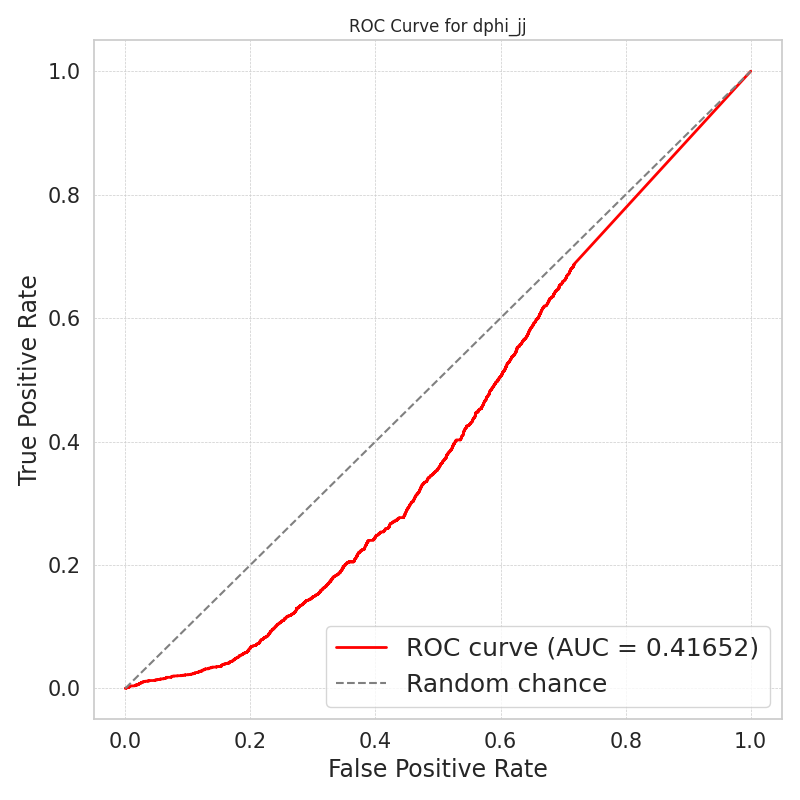 ROC Curve for dphi_jj
1.0
0.8
0.6
0.4
0.2
0.0
True Positive Rate
ROC curve (AUC = 0.41652)
Random chance
0.0 0.2 0.4 0.6 0.8 1.0
False Positive Rate